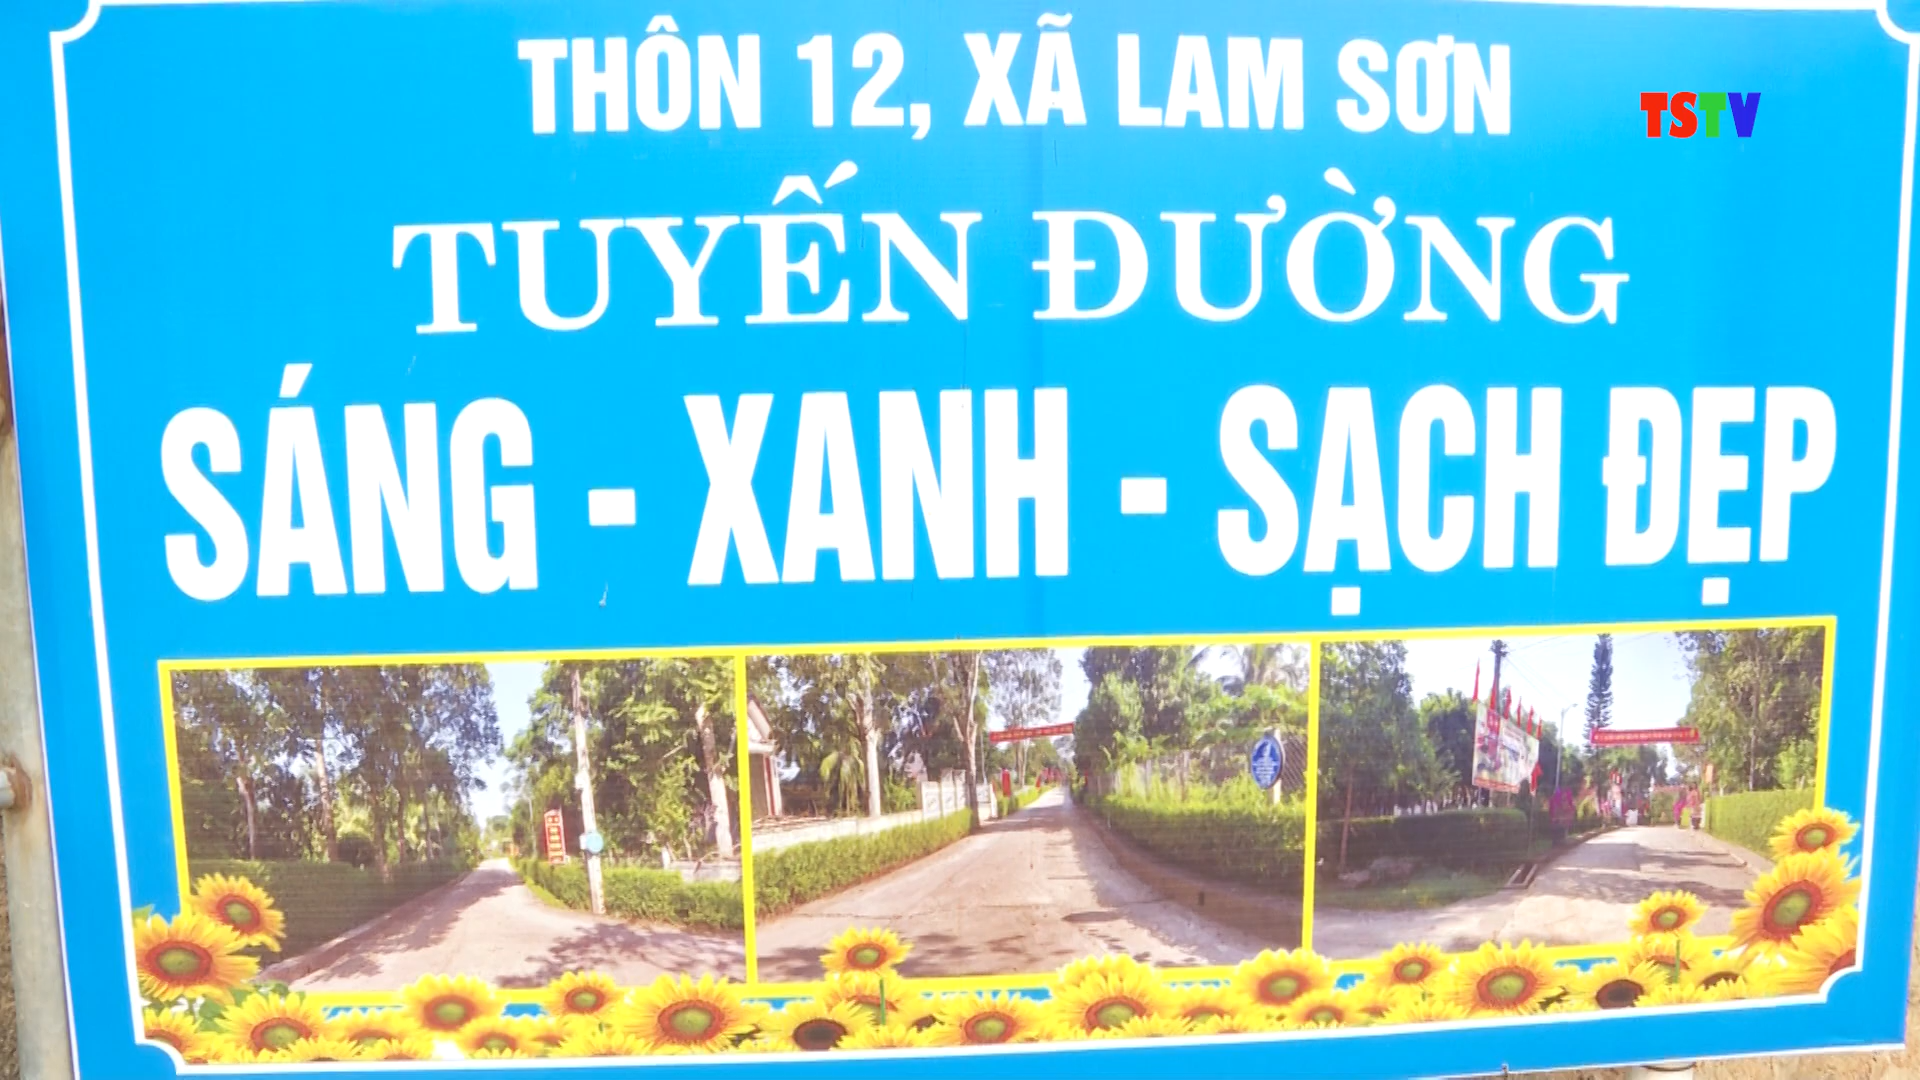 THÔN 12, XÃ LAM SƠN
TSTV
TUYẾN ĐƯỜNG
SÁNG - XANH - SẠCH ĐẸP